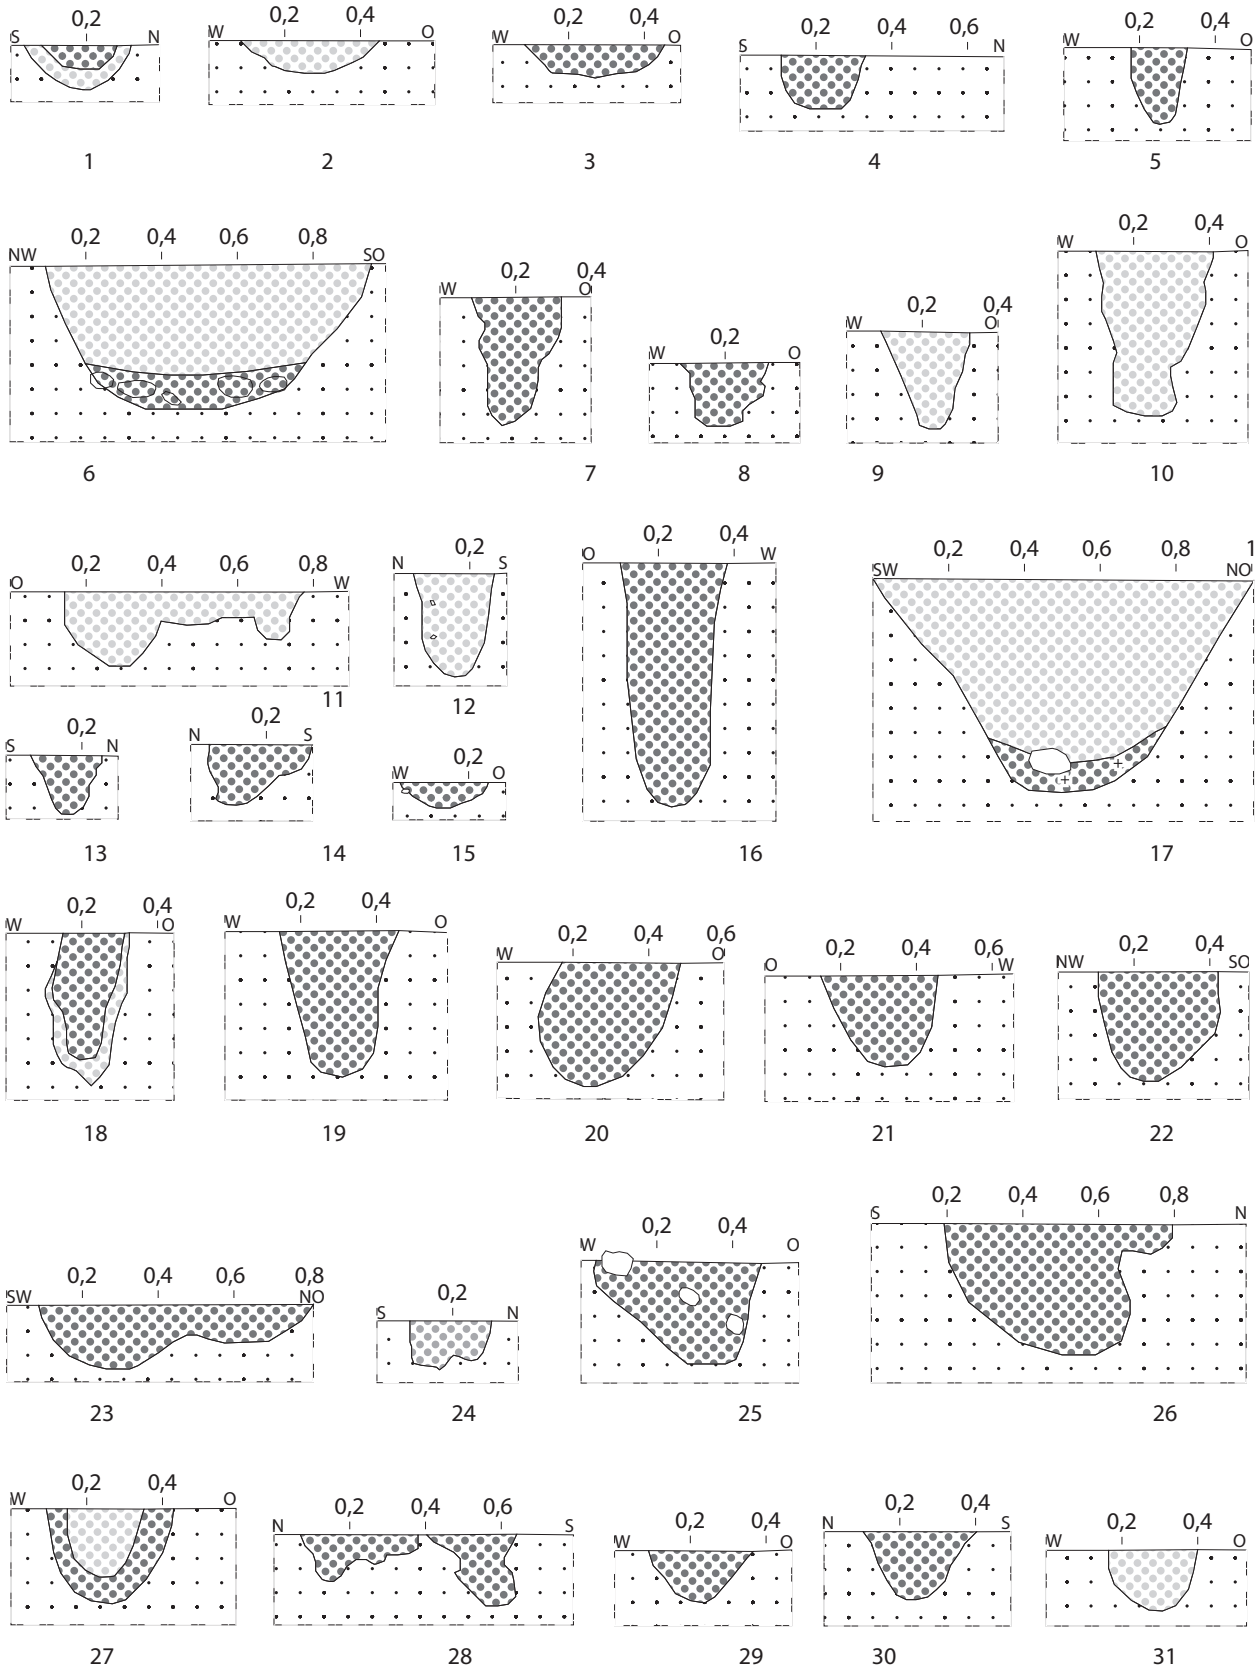 0,2
S N
1
0,2 0,4
W O
2
0,2 0,4
W O
3
0,2 0,4 0,6
S N
4
0,2 0,4
W O
5
0,2 0,4 0,6 0,8
NW SO
6
0,2 0,4
W O
7
0,2
W O
8
0,2 0,4
W O
9
0,2 0,4
W O
10
0,2 0,4 0,6 0,8
O W
11
0,2
N S
12
0,2
S N
13
0,2
N S
14
0,2
W O
15
0,2 0,4
O W
16
0,2 0,4 0,6 0,8 1
SW NO
17
0,2 0,4
W O
18
0,2 0,4
W O
19
0,2 0,4 0,6
W O
20
0,2 0,4 0,6
O W
21
0,2 0,4
NW SO
22
0,2 0,4 0,6 0,8
SW NO
23
0,2
S N
24
0,2 0,4
W O
25
0,2 0,4 0,6 0,8
S N
26
0,2 0,4
W O
27
0,2 0,4 0,6
N S
28
0,2 0,4
W O
29
0,2 0,4
N S
30
0,2 0,4
W O
31